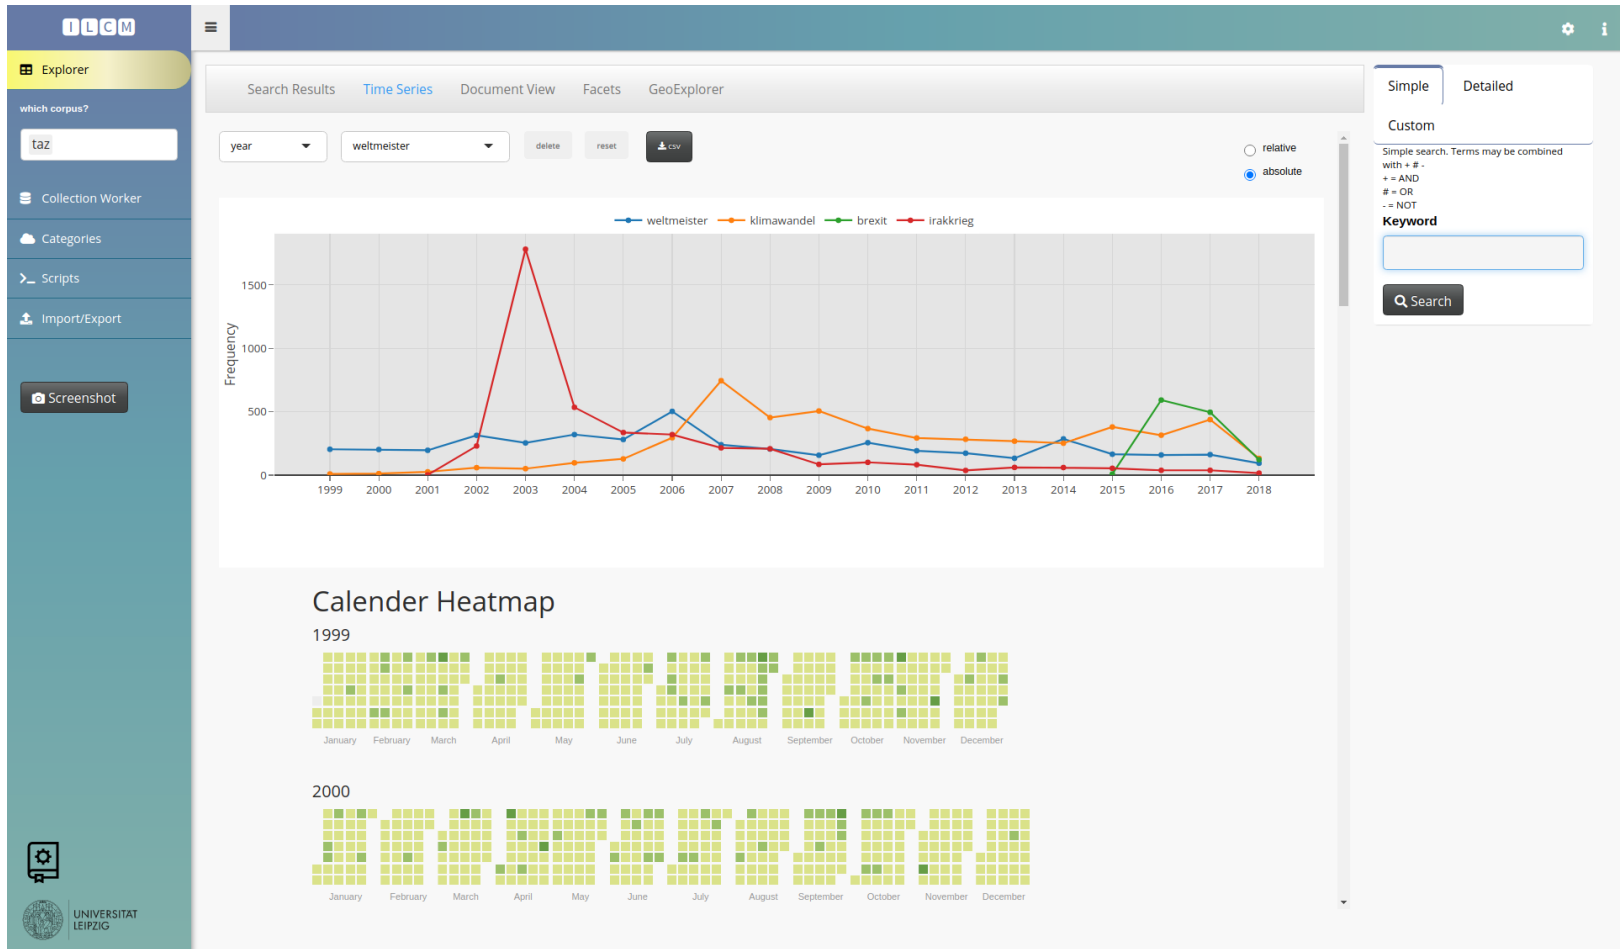 ILCM
Explorer
which corpus?
taz
Collection Worker
Categories
Scripts
Import/Export
Screenshot
UNIVERSITÄT
LEIPZIG
Search Results Time Series Document View Facets GeoExplorer
year weltmeister delete reset csv
relative
absolute
weltmeister klimawandel brexit irakkrieg
Frequency
1500
1000
500
0
1999 2000 2001 2002 2003 2004 2005 2006 2007 2008 2009 2010 2011 2012 2013 2014 2015 2016 2017 2018
Calender Heatmap
1999
January February March April May June July August September October November December
2000
January February March April May June July August September October November December
Simple Detailed
Custom
Simple search. Terms may be combined
with + # -
+ = AND
# = OR
- = NOT
Keyword
Search